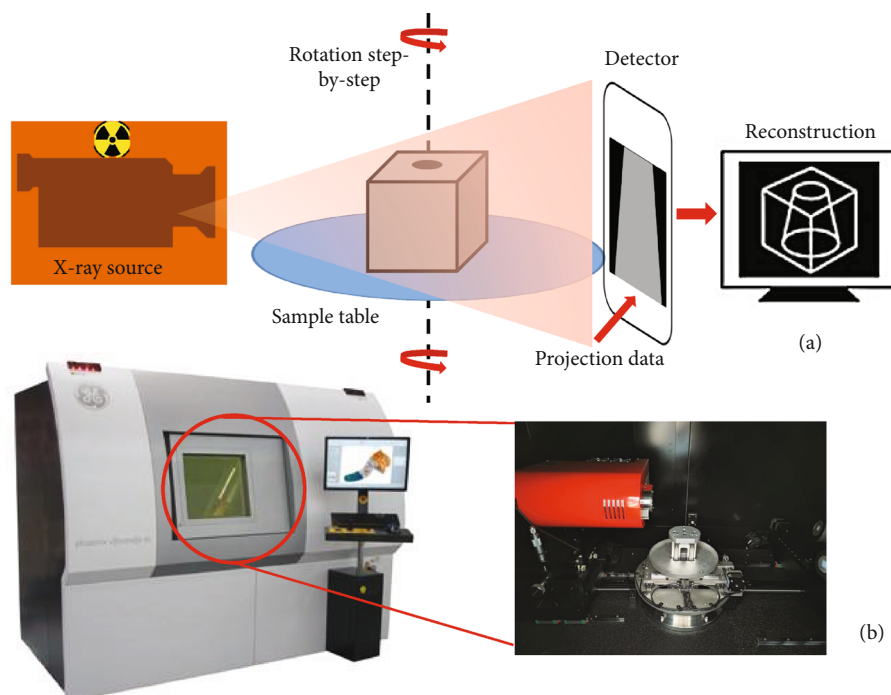 Rotation step-
by-step
Detector
Reconstruction
X-ray source
Sample table
Projection data
(a)
(b)